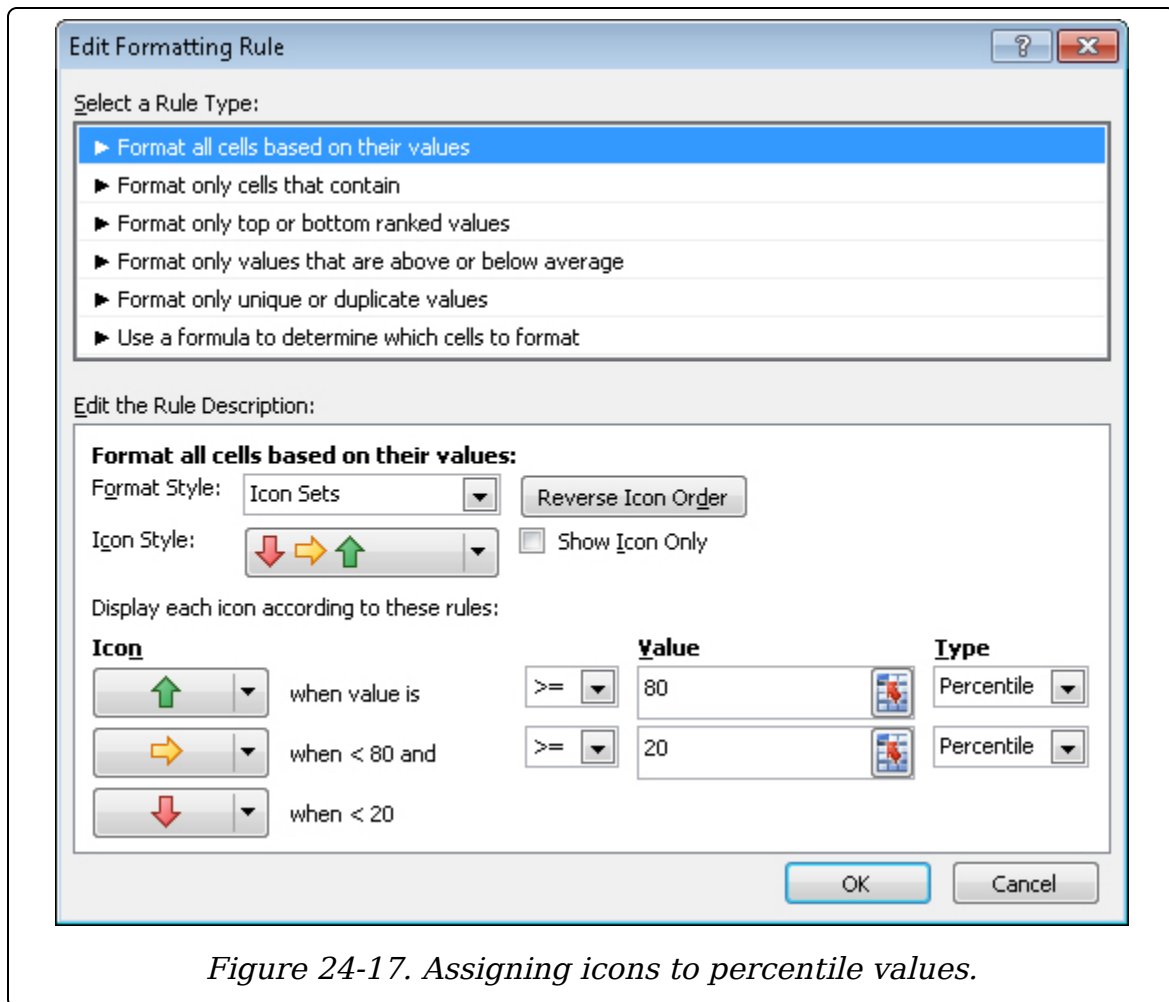 Edit Formatting Rule
Select a Rule Type:
► Format all cells based on their values
► Format only cells that contain
► Format only top or bottom ranked values
► Format only values that are above or below average
► Format only unique or duplicate values
► Use a formula to determine which cells to format
Edit the Rule Description:
Format all cells based on their values:
Format Style: Icon Sets Reverse Icon Order
Icon Style: Show Icon Only
Display each icon according to these rules:
Icon Value Type
when value is >= 80 Percentile
when < 80 and >= 20 Percentile
when < 20
OK Cancel
Figure 24-17. Assigning icons to percentile values.